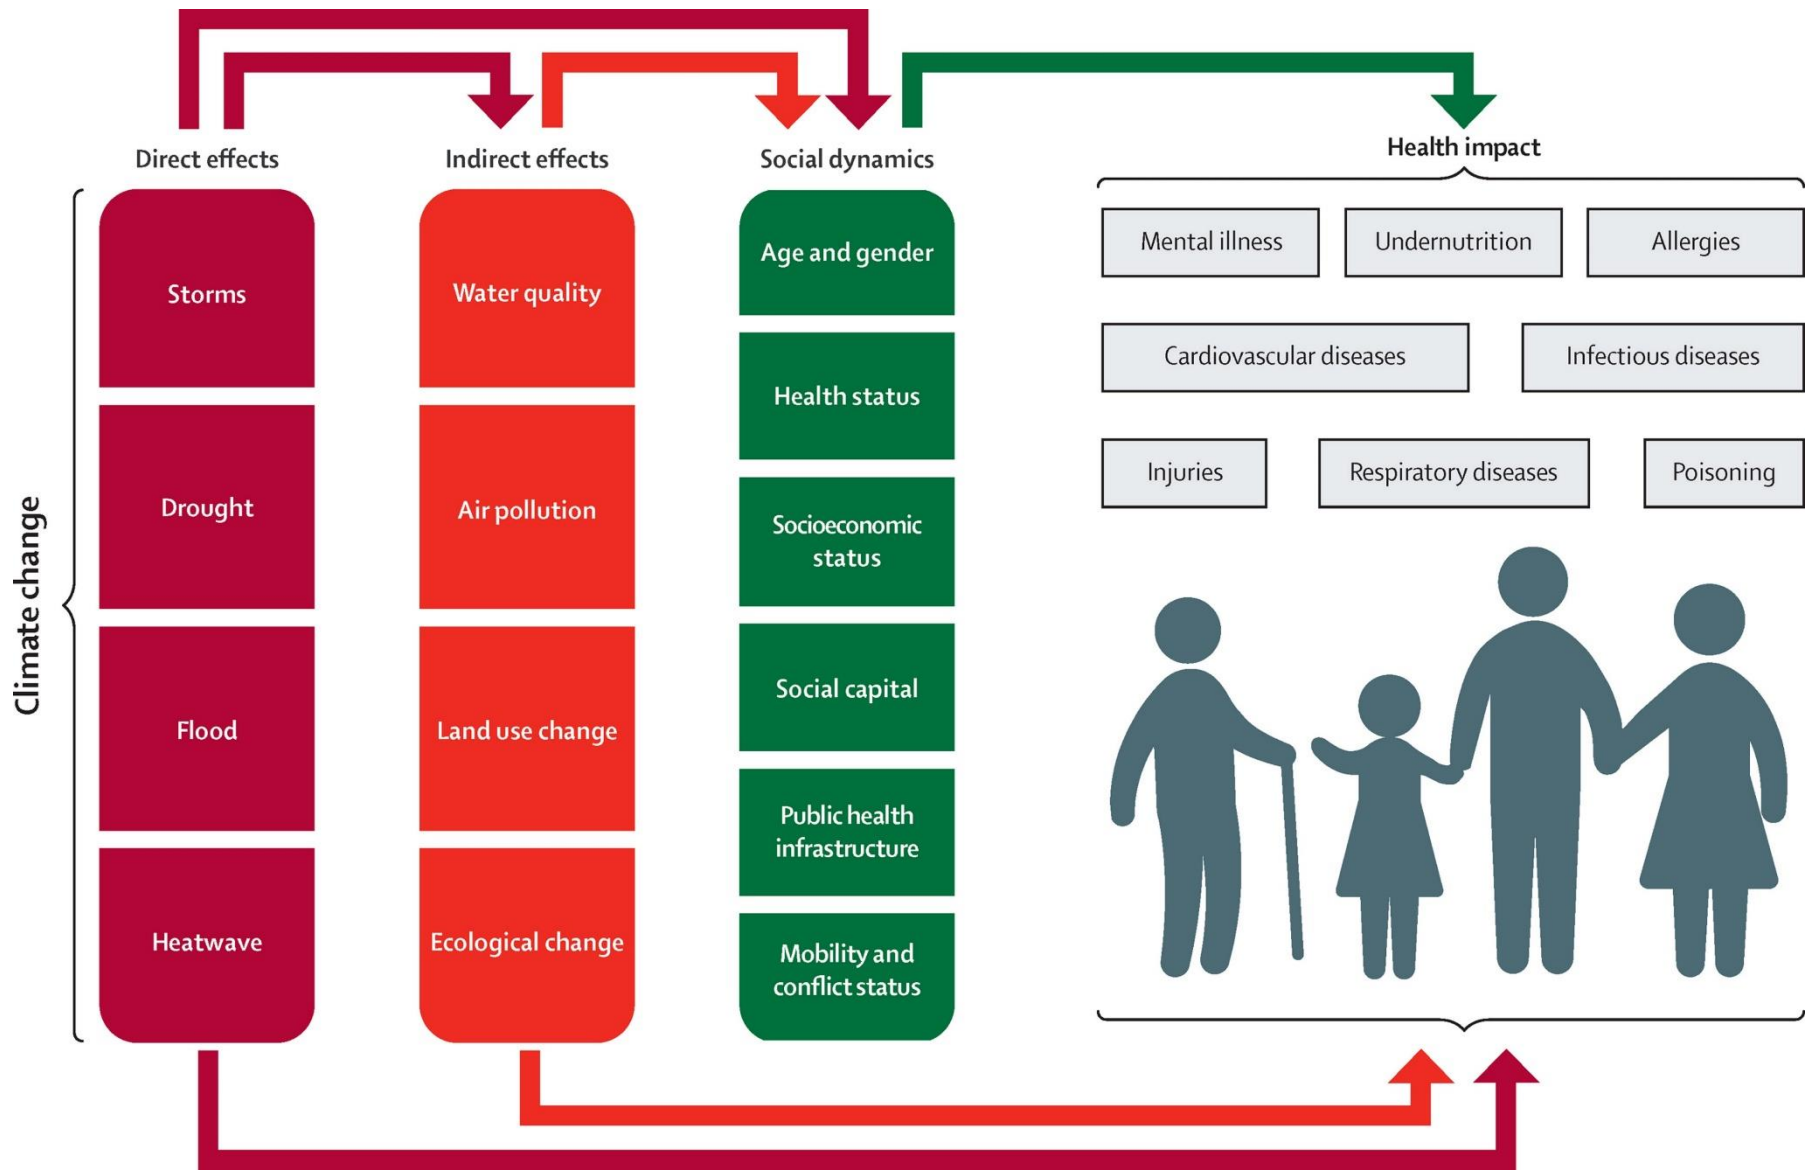 Direct effects
Indirect effects
Social dynamics
Health impact
Climate change
Storms
Drought
Flood
Heatwave
Water quality
Air pollution
Land use change
Ecological change
Age and gender
Health status
Socioeconomic
status
Social capital
Public health
infrastructure
Mobility and
conflict status
Mental illness
Undernutrition
Allergies
Cardiovascular diseases
Infectious diseases
Injuries
Respiratory diseases
Poisoning